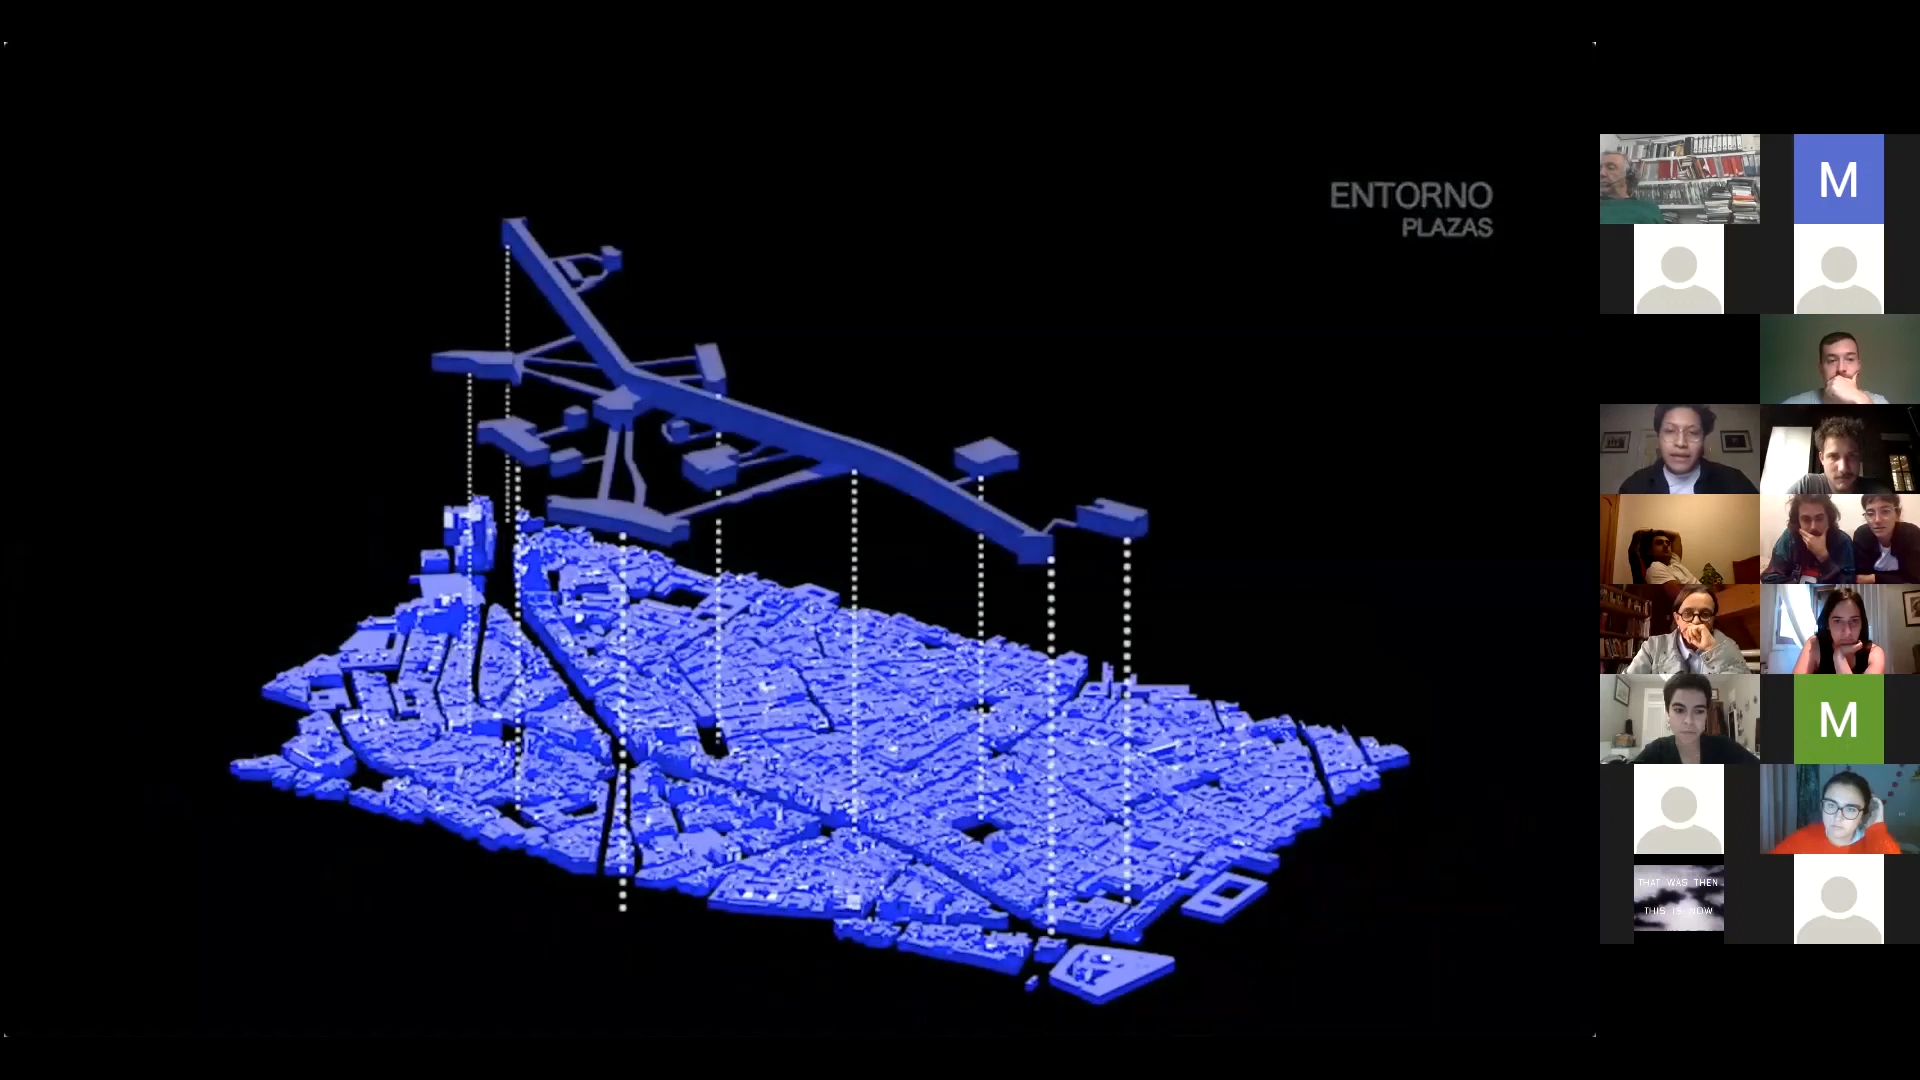 ENTORNO
PLAZAS
M
M
THAT WAS THEN
THIS IS NOW